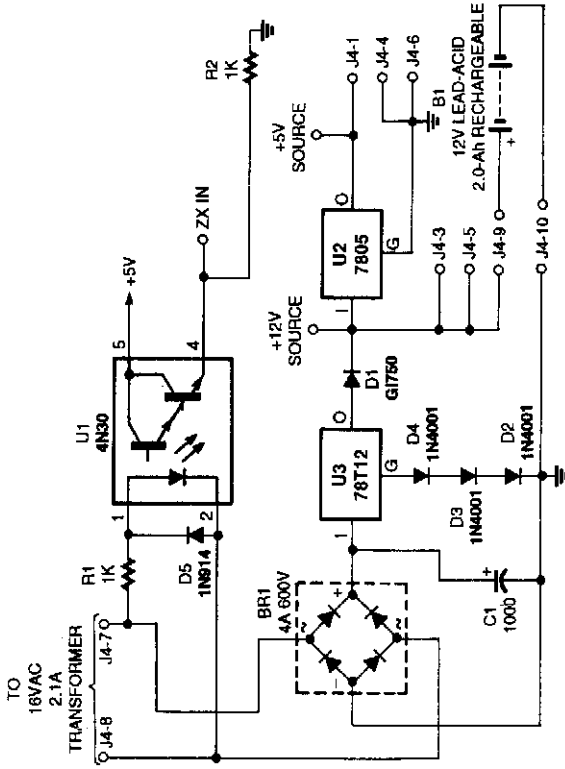 TO
16VAC
2.1A
TRANSFORMER
J4-8
J4-7
R1
1K
D5
1N914
1
2
U1
4N30
5
4
+5V
ZX IN
R2
1K
BR1
4A 600V
~
~
+
–
C1
1000
+
1
U3
78T12
O
G
D4
1N4001
D3
1N4001
D2
1N4001
D1
GI750
+12V
SOURCE
I
U2
7805
O
G
+5V
SOURCE
J4-1
J4-4
J4-6
J4-3
J4-5
J4-9
J4-10
B1
12V LEAD-ACID
2.0-Ah RECHARGEABLE
+